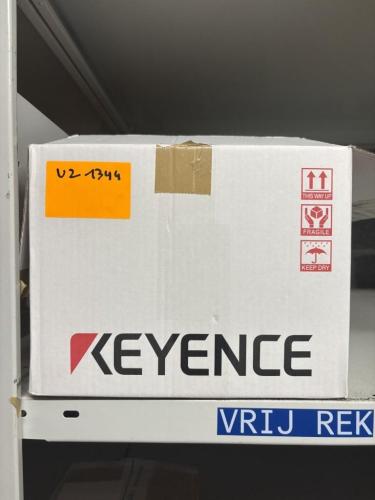 U2-1344
THIS WAY UP
FRAGILE
KEEP DRY
KEYENCE
VRIJ REK